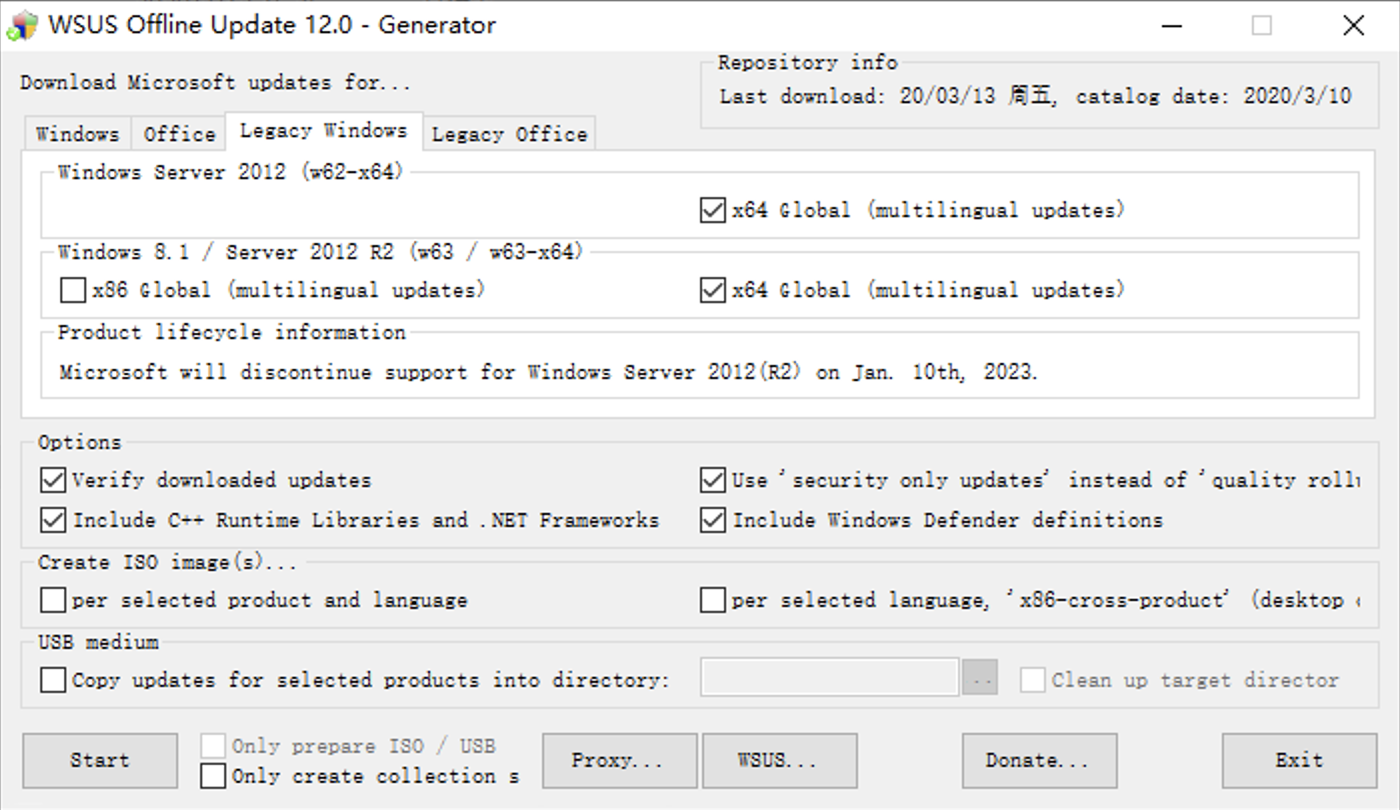 WSUS Offline Update 12.0 - Generator
Download Microsoft updates for...
Repository info
Last download: 20/03/13 周五, catalog date: 2020/3/10
Windows Office Legacy Windows Legacy Office
Windows Server 2012 (w62-x64)
x64 Global (multilingual updates)
Windows 8.1 / Server 2012 R2 (w63 / w63-x64)
x86 Global (multilingual updates) x64 Global (multilingual updates)
Product lifecycle information
Microsoft will discontinue support for Windows Server 2012(R2) on Jan. 10th, 2023.
Options
Verify downloaded updates Use 'security only updates' instead of 'quality
Include C++ Runtime Libraries and .NET Frameworks Include Windows Defender definitions
Create ISO image(s)...
per selected product and language per selected language, 'x86-cross-product' (desktop
USB medium
Copy updates for selected products into directory: .. Clean up target director
Start Only prepare ISO / USB Proxy... WSUS... Donate... Exit
Only create collection s